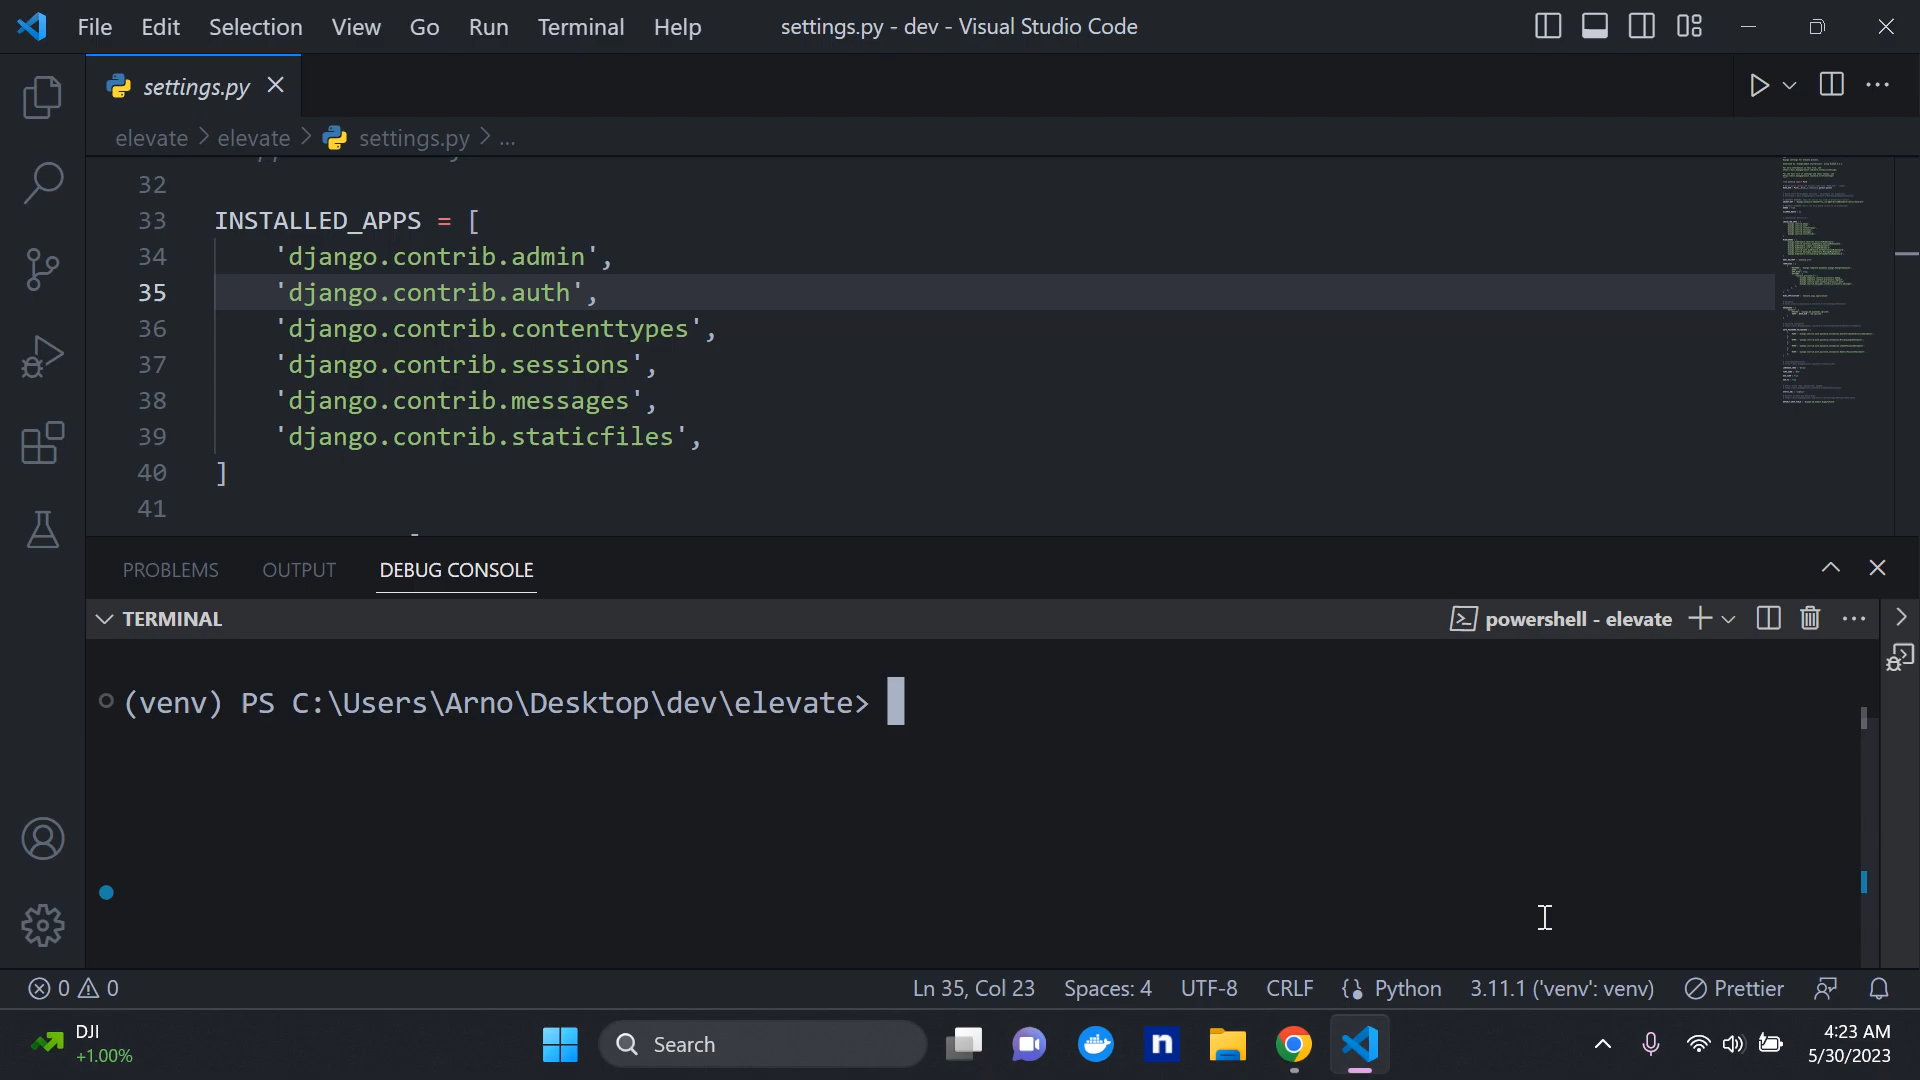 File Edit Selection View Go Run Terminal Help settings.py - dev - Visual Studio Code
settings.py
elevate > elevate > settings.py > ...
32
33 INSTALLED_APPS = [
34 'django.contrib.admin',
35 'django.contrib.auth',
36 'django.contrib.contenttypes',
37 'django.contrib.sessions',
38 'django.contrib.messages',
39 'django.contrib.staticfiles',
40 ]
41
PROBLEMS OUTPUT DEBUG CONSOLE
TERMINAL powershell - elevate
(venv) PS C:\Users\Arno\Desktop\dev\elevate>
0 0 Ln 35, Col 23 Spaces: 4 UTF-8 CRLF Python 3.11.1 ('venv': venv) Prettier
DJI
+1.00%
Search
n
4:23 AM
5/30/2023